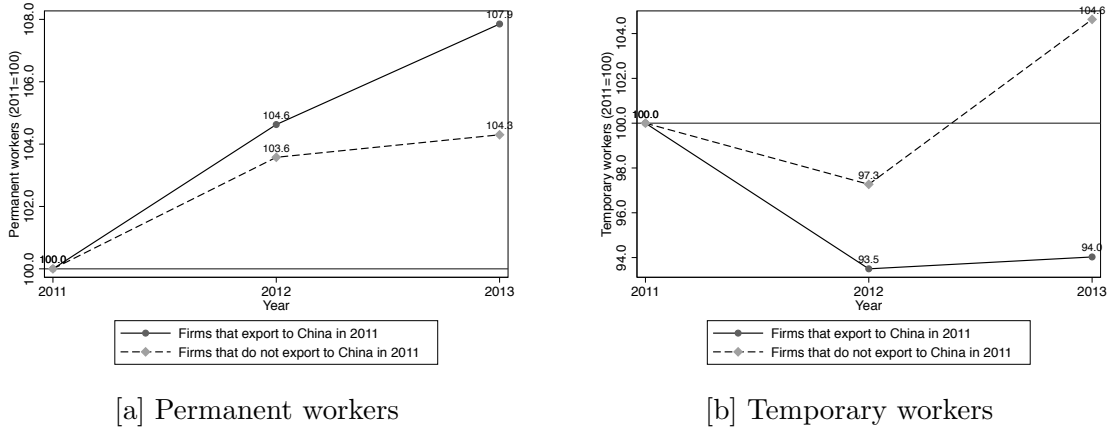 Permanent workers (2011=100)
108.0
106.0
104.0
102.0
100.0
107.9
104.6
104.3
103.6
100.0
100.0
2011
2012
2013
Year
Firms that export to China in 2011
Firms that do not export to China in 2011
[a] Permanent workers
Temporary workers (2011=100)
104.0
102.0
100.0
98.0
96.0
94.0
104.6
100.0
100.0
97.3
93.5
94.0
2011
2012
2013
Year
Firms that export to China in 2011
Firms that do not export to China in 2011
[b] Temporary workers